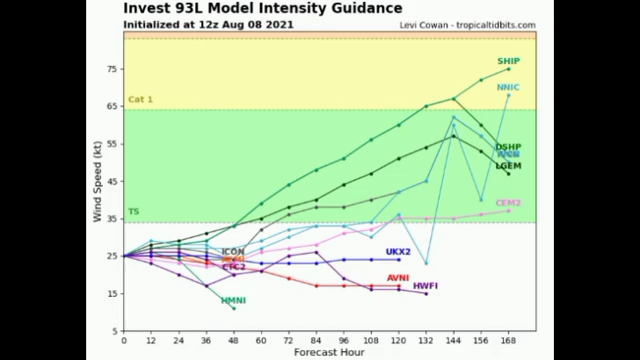 Invest 93L Model Intensity Guidance
Initialized at 12z Aug 08 2021
Levi Cowan - tropicaltidbits.com
Wind Speed (kt)
75
65
55
45
35
25
15
5
Cat 1
TS
SHIP
NNIC
DSHP
LGEM
CEM2
ICON
CTC2
UKX2
AVNI
HWFI
HMNI
0 12 24 36 48 60 72 84 96 108 120 132 144 156 168
Forecast Hour